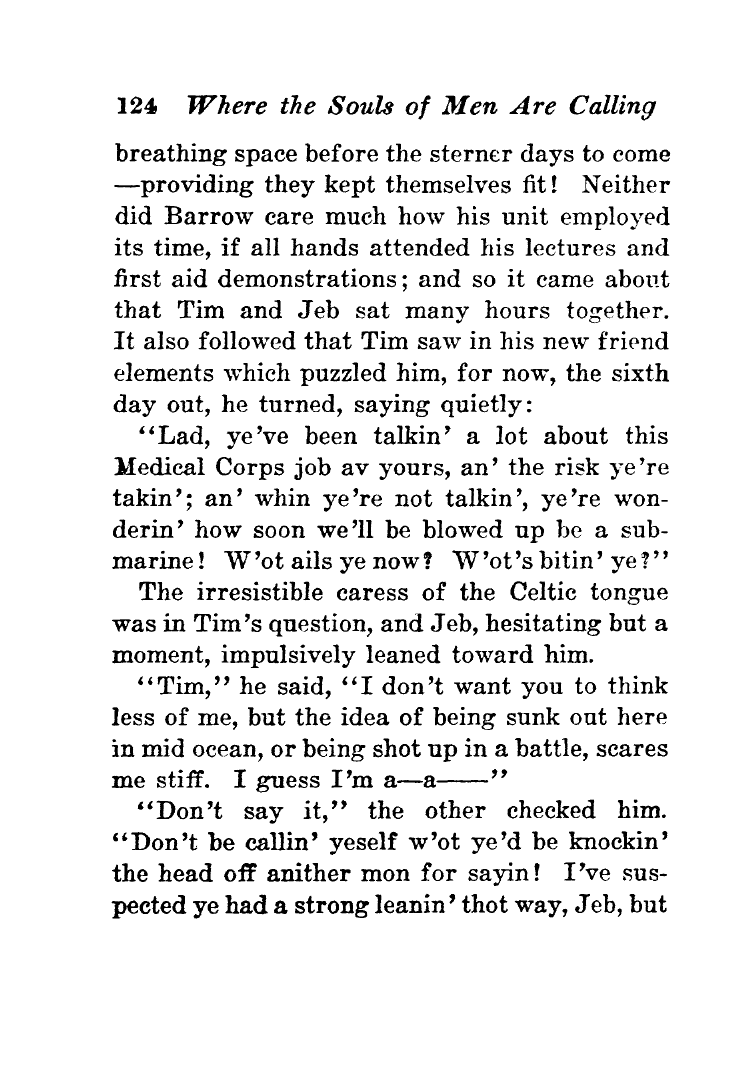 124 Where the Souls of Men Are Calling
breathing space before the sterner days to come
—providing they kept themselves fit! Neither
did Barrow care much how his unit employed
its time, if all hands attended his lectures and
first aid demonstrations; and so it came about
that Tim and Jeb sat many hours together.
It also followed that Tim saw in his new friend
elements which puzzled him, for now, the sixth
day out, he turned, saying quietly:
“Lad, ye’ve been talkin’ a lot about this
Medical Corps job av yours, an’ the risk ye’re
takin’; an’ whin ye’re not talkin’, ye’re won-
derin’ how soon we’ll be blowed up be a sub-
marine! W’ot ails ye now? W’ot’s bitin’ ye?”
The irresistible caress of the Celtic tongue
was in Tim’s question, and Jeb, hesitating but a
moment, impulsively leaned toward him.
“Tim,” he said, “I don’t want you to think
less of me, but the idea of being sunk out here
in mid ocean, or being shot up in a battle, scares
me stiff. I guess I’m a—a——”
“Don’t say it,” the other checked him.
“Don’t be callin’ yeself w’ot ye’d be knockin’
the head off anither mon for sayin! I’ve sus-
pected ye had a strong leanin’ thot way, Jeb, but